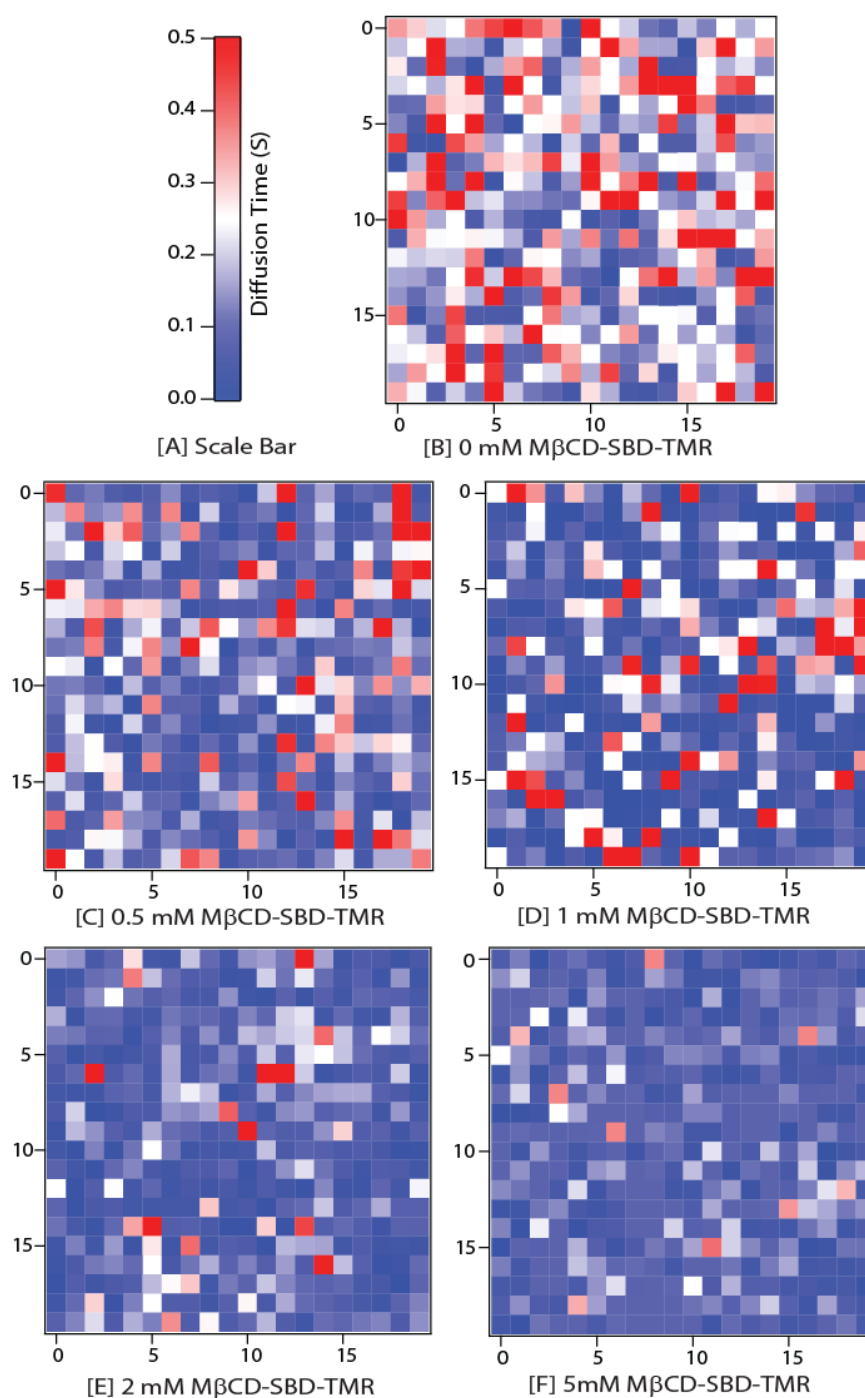 0.5
0.4
0.3
0.2
0.1
0.0
Diffusion Time (S)
[A] Scale Bar
0
5
10
15
0 5 10 15
[B] 0 mM MβCD-SBD-TMR
0
5
10
15
0 5 10 15
[C] 0.5 mM MβCD-SBD-TMR
0
5
10
15
0 5 10 15
[D] 1 mM MβCD-SBD-TMR
0
5
10
15
0 5 10 15
[E] 2 mM MβCD-SBD-TMR
0
5
10
15
0 5 10 15
[F] 5mM MβCD-SBD-TMR